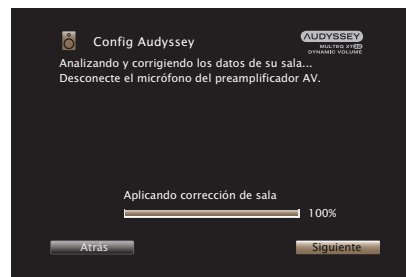 Config Audyssey
AUDYSSEY
MULTEQ XT32
DYNAMIC VOLUME
Analizando y corrigiendo los datos de su sala...
Desconecte el micrófono del preamplificador AV.
Aplicando corrección de sala
100%
Atrás
Siguiente